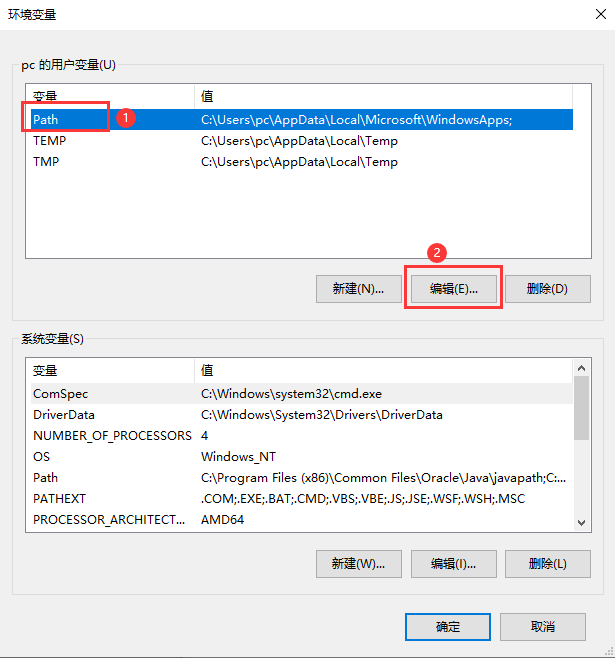 环境变量
pc 的用户变量(U)
变量 值
Path C:\Users\pc\AppData\Local\Microsoft\WindowsApps;
1
TEMP C:\Users\pc\AppData\Local\Temp
TMP C:\Users\pc\AppData\Local\Temp
2
新建(N)... 编辑(E)... 删除(D)
系统变量(S)
变量 值
ComSpec C:\Windows\system32\cmd.exe
DriverData C:\Windows\System32\Drivers\DriverData
NUMBER_OF_PROCESSORS 4
OS Windows_NT
Path C:\Program Files (x86)\Common Files\Oracle\Java\javapath;C:...
PATHEXT .COM;.EXE;.BAT;.CMD;.VBS;.VBE;.JS;.JSE;.WSF;.WSH;.MSC
PROCESSOR_ARCHITECT... AMD64
新建(W)... 编辑(I)... 删除(L)
确定 取消